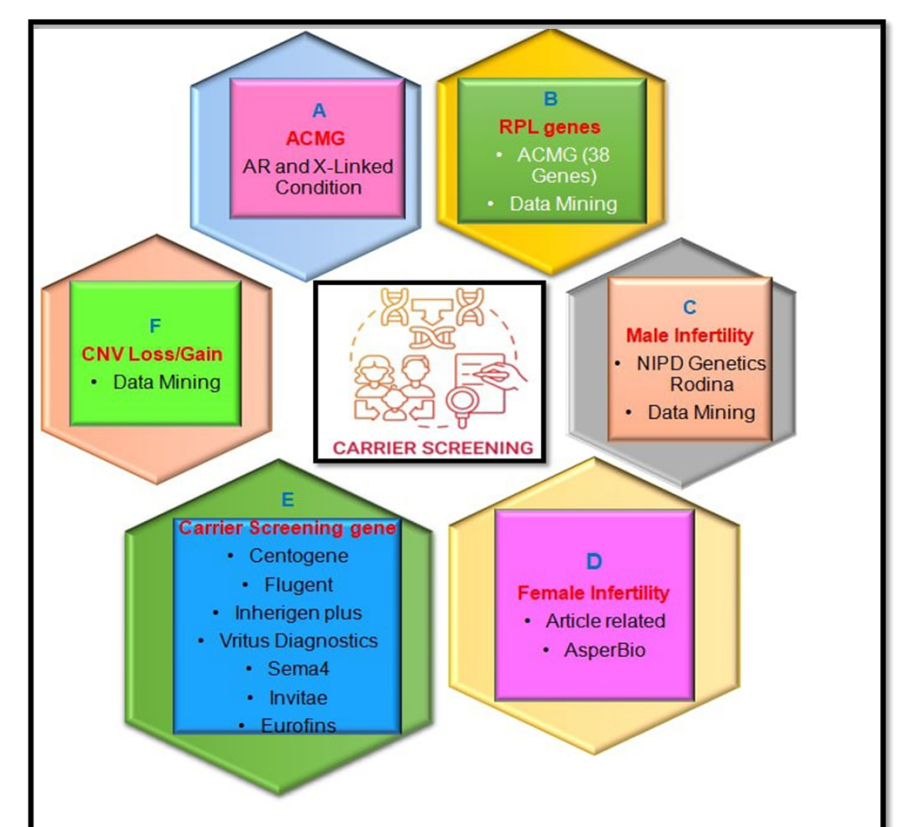 A
ACMG
AR and X-Linked
Condition
B
RPL genes
• ACMG (38
Genes)
• Data Mining
C
Male Infertility
• NIPD Genetics
Rodina
• Data Mining
D
Female Infertility
• Article related
• AsperBio
E
Carrier Screening gene
• Centogene
• Flugent
• Inherigen plus
• Vritus Diagnostics
• Sema4
• Invitae
• Eurofins
F
CNV Loss/Gain
• Data Mining
CARRIER SCREENING